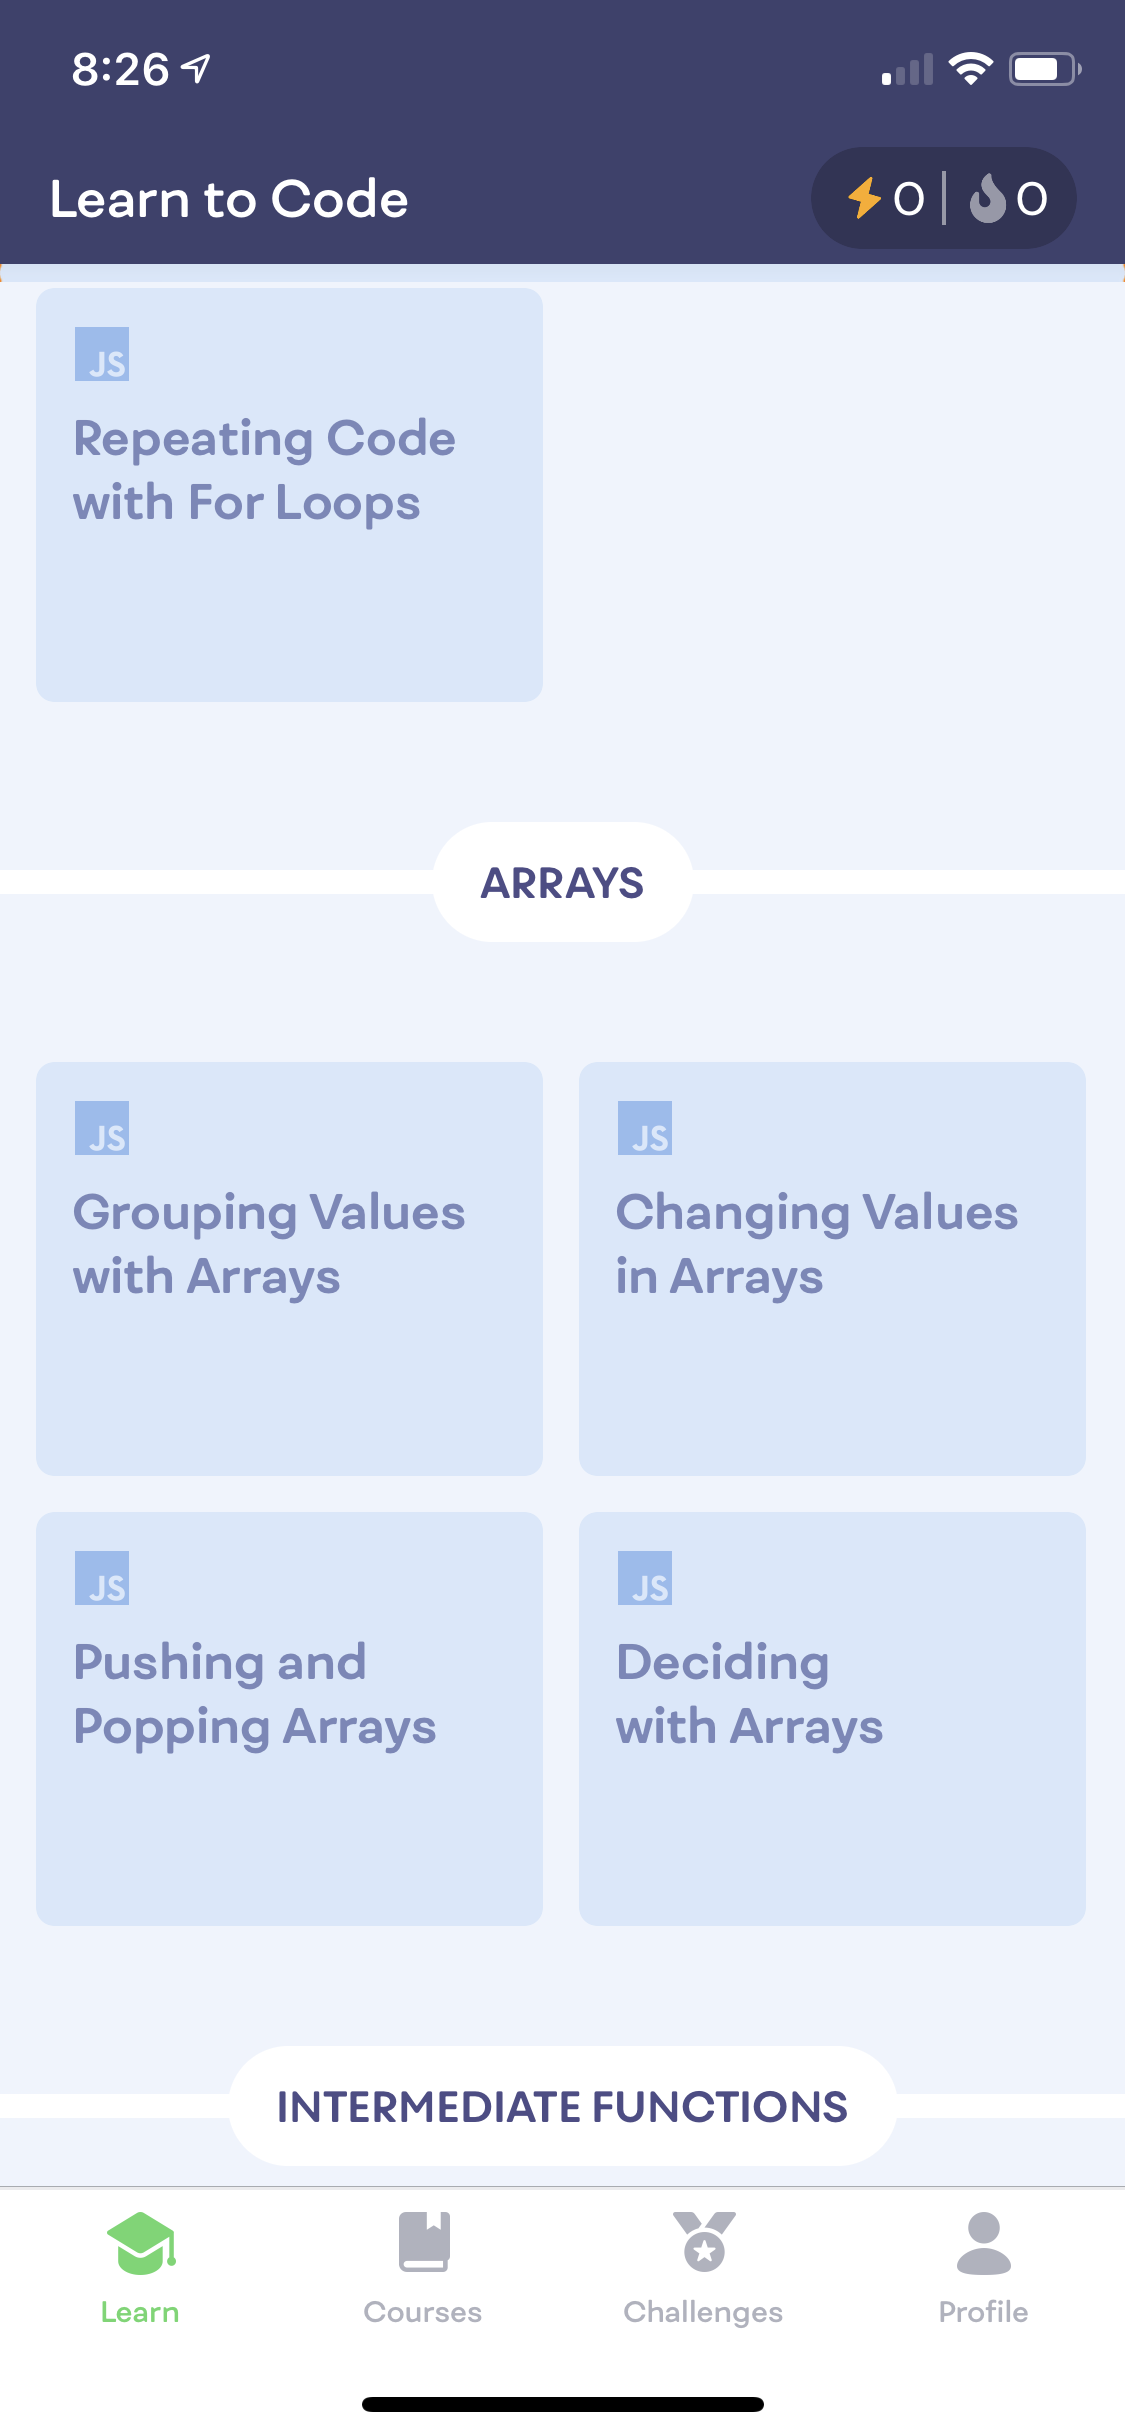 8:26
Learn to Code
0 | 0
JS
Repeating Code
with For Loops
ARRAYS
JS
Grouping Values
with Arrays
JS
Changing Values
in Arrays
JS
Pushing and
Popping Arrays
JS
Deciding
with Arrays
INTERMEDIATE FUNCTIONS
Learn
Courses
Challenges
Profile